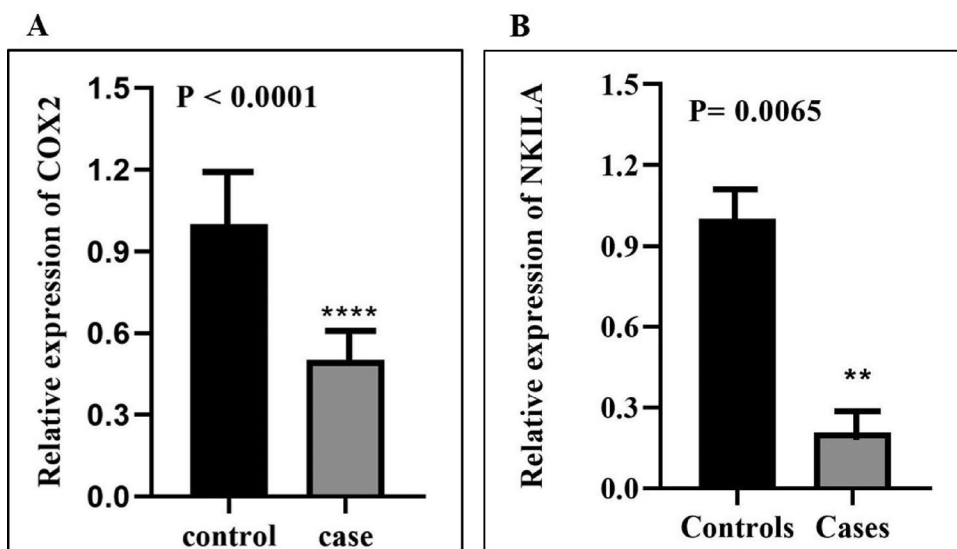 A
Relative expression of COX2
1.5
1.2
0.9
0.6
0.3
0.0
P < 0.0001
****
control case
B
Relative expression of NKILA
1.5
1.2
0.9
0.6
0.3
0.0
P= 0.0065
**
Controls Cases